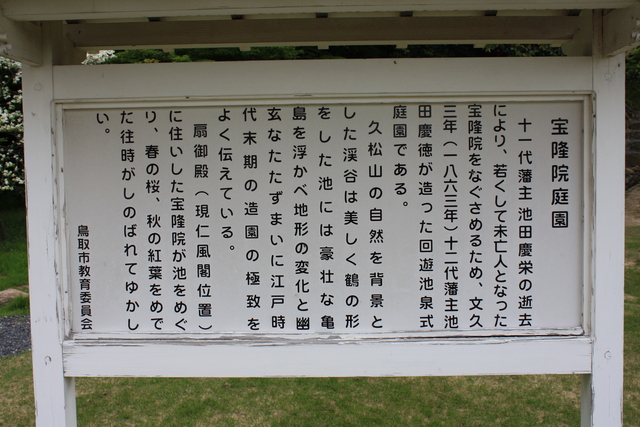 宝隆院庭園
十一代藩主池田慶栄の逝去
により、若くして未亡人となった
宝隆院をなぐさめるため、文久
三年（一八六三年）十二代藩主池
田慶徳が造った回遊池泉式
庭園である。
久松山の自然を背景と
した渓谷は美しく鶴の形
をした池には豪壮な亀
島を浮かべ地形の変化と幽
玄なたたずまいに江戸時
代末期の造園の極致を
よく伝えている。
扇御殿（現仁風閣位置）
に住いした宝隆院が池をめぐ
り、春の桜、秋の紅葉をめで
た往時がしのばれてゆかし
い。
鳥取市教育委員会